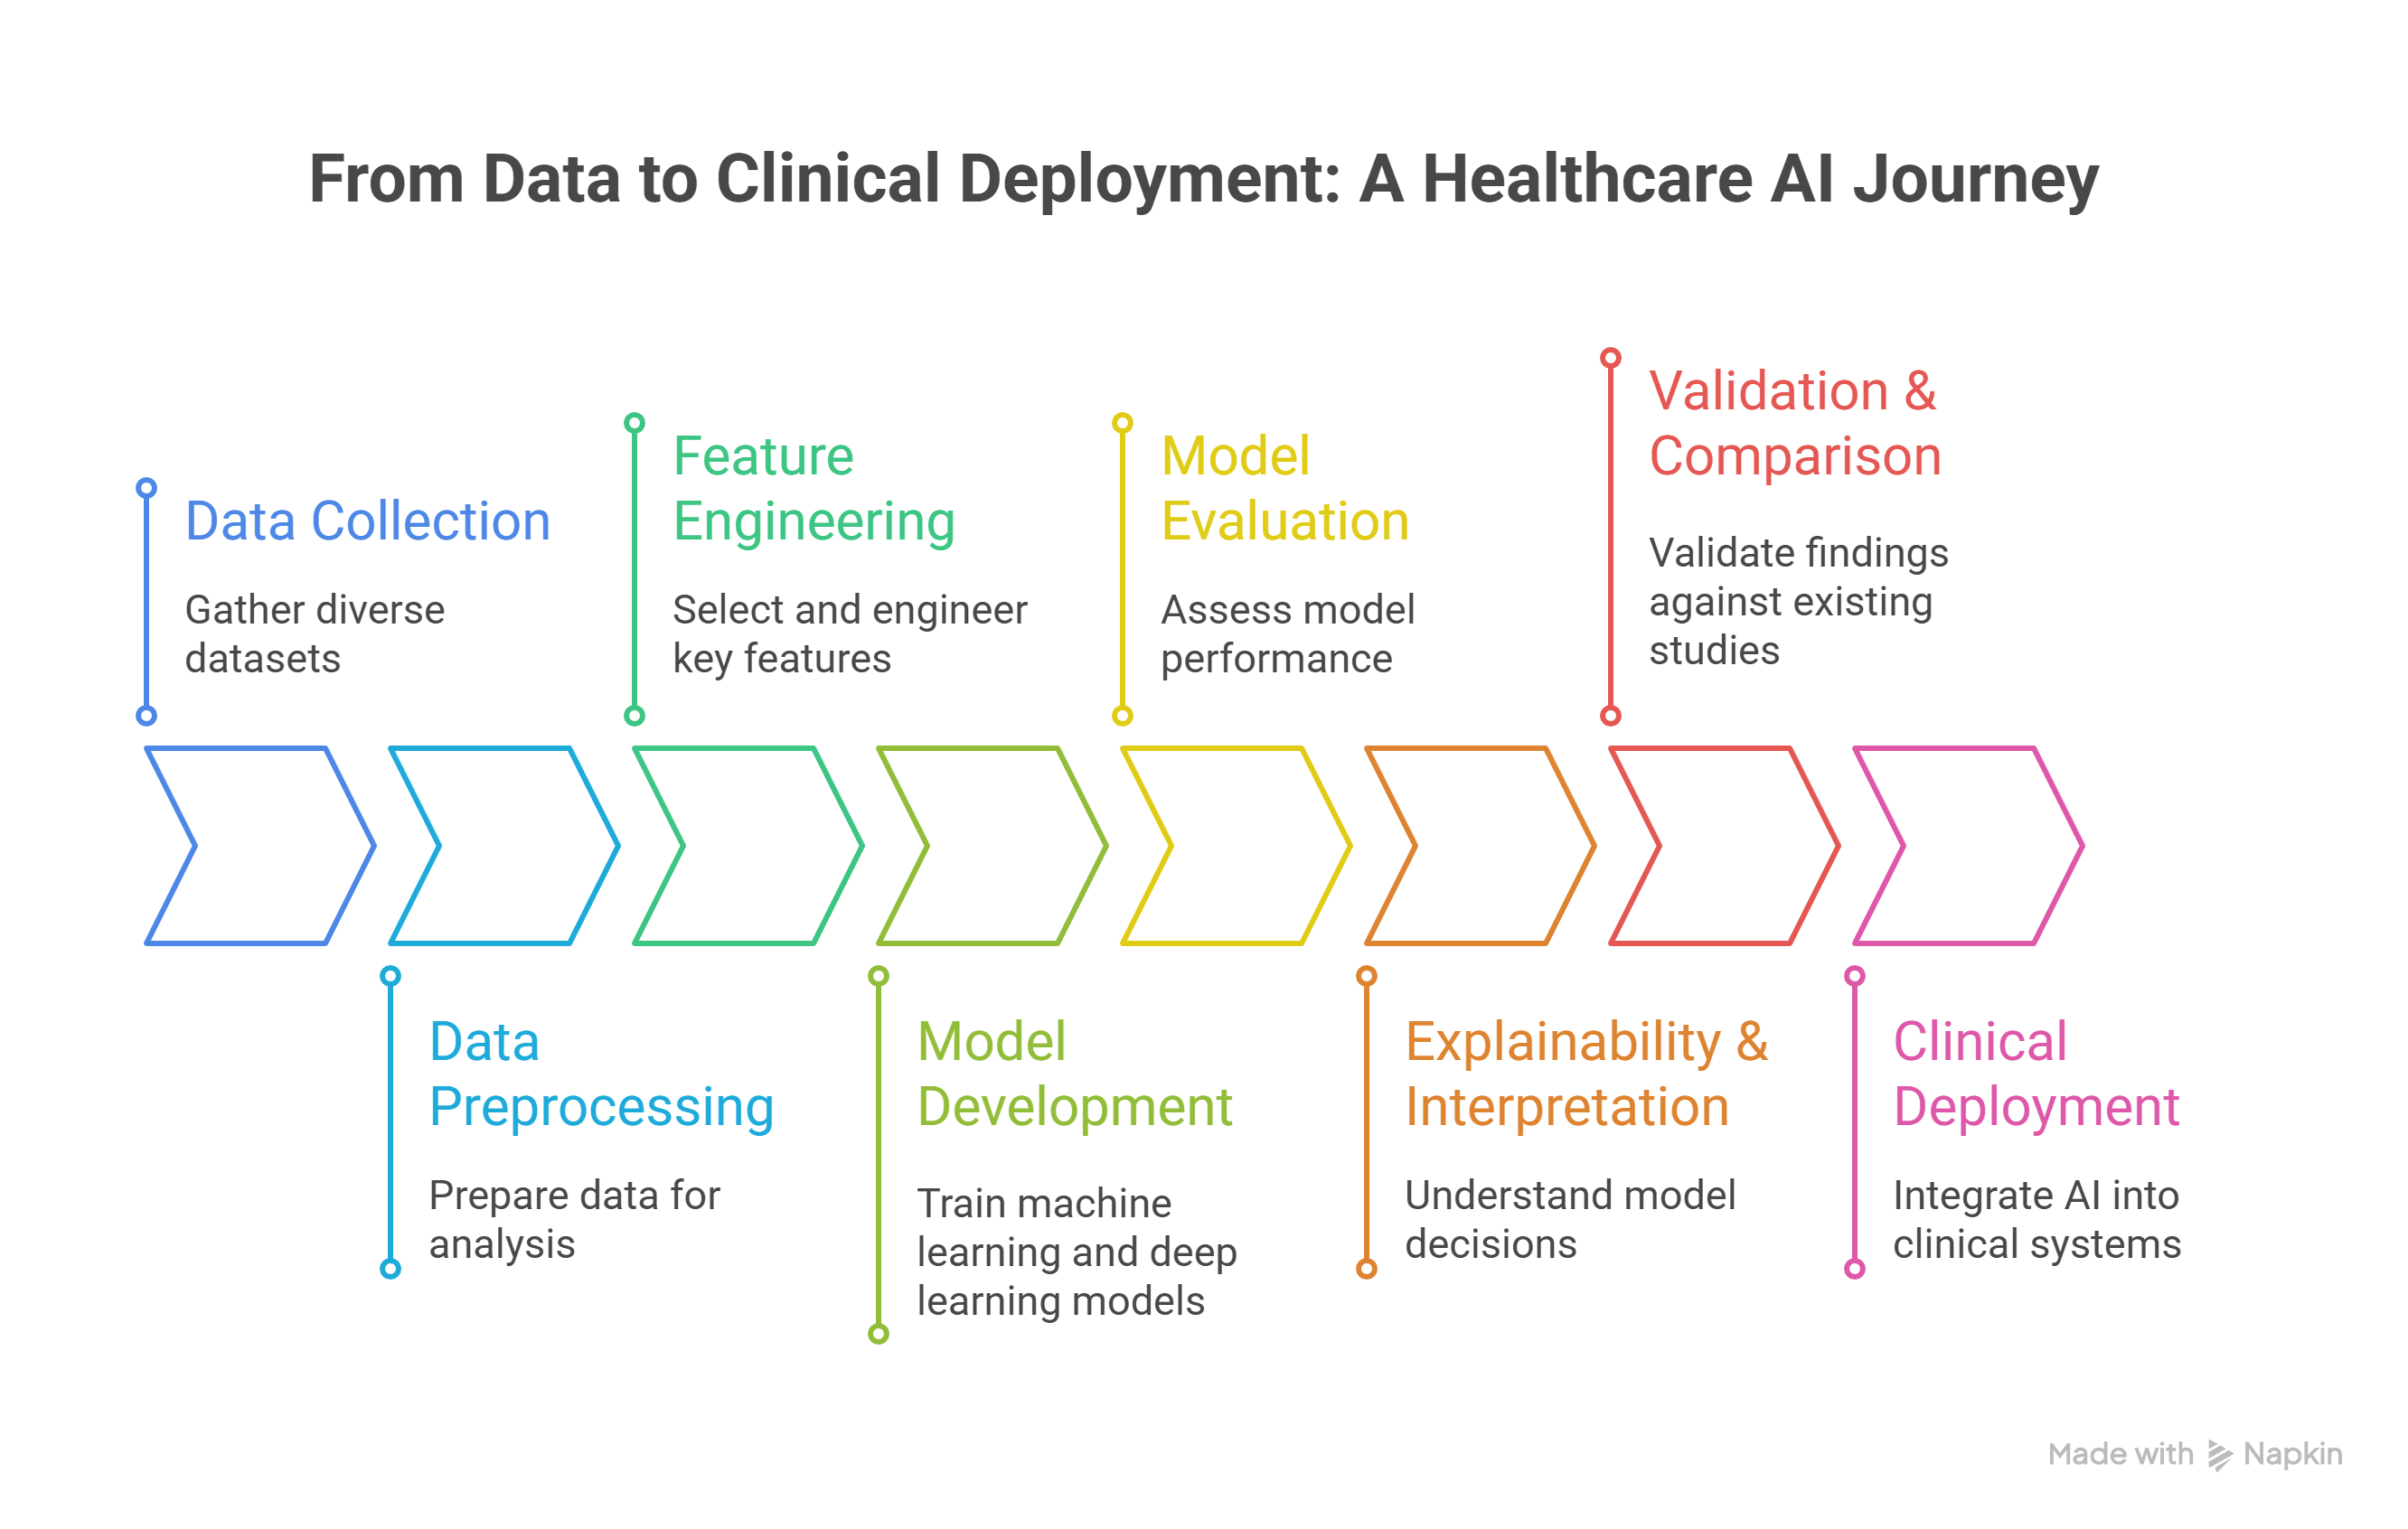 From Data to Clinical Deployment: A Healthcare AI Journey
Data Collection
Gather diverse
datasets
Data
Preprocessing
Prepare data for
analysis
Feature
Engineering
Select and engineer
key features
Model
Development
Train machine
learning and deep
learning models
Model
Evaluation
Assess model
performance
Explainability &
Interpretation
Understand model
decisions
Validation &
Comparison
Validate findings
against existing
studies
Clinical
Deployment
Integrate AI into
clinical systems
Made with Napkin